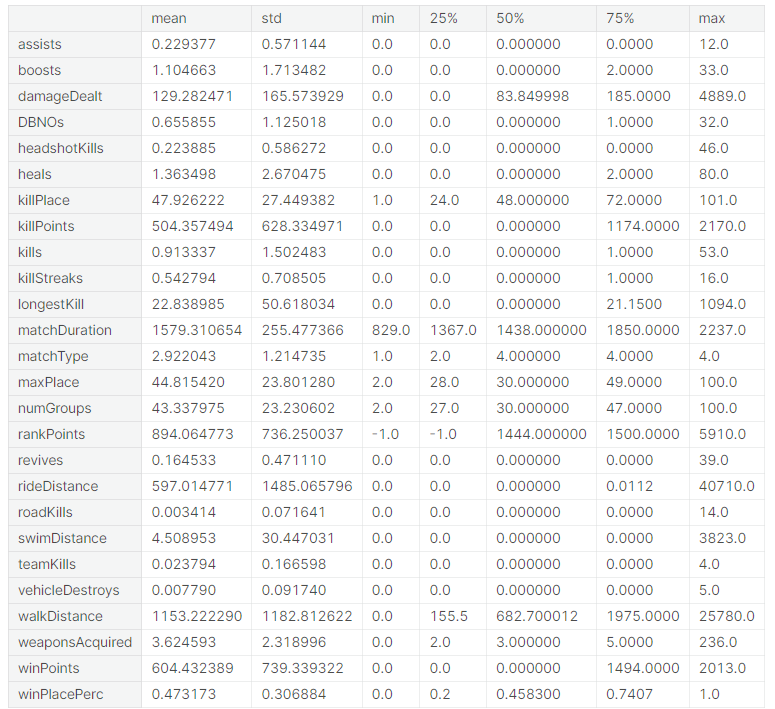 mean std min 25% 50% 75% max
assists 0.229377 0.571144 0.0 0.0 0.000000 0.0000 12.0
boosts 1.104663 1.713482 0.0 0.0 0.000000 2.0000 33.0
damageDealt 129.282471 165.573929 0.0 0.0 83.849998 185.0000 4889.0
DBNOs 0.655855 1.125018 0.0 0.0 0.000000 1.0000 32.0
headshotKills 0.223885 0.586272 0.0 0.0 0.000000 0.0000 46.0
heals 1.363498 2.670475 0.0 0.0 0.000000 2.0000 80.0
killPlace 47.926222 27.449382 1.0 24.0 48.000000 72.0000 101.0
killPoints 504.357494 628.334971 0.0 0.0 0.000000 1174.0000 2170.0
kills 0.913337 1.502483 0.0 0.0 0.000000 1.0000 53.0
killStreaks 0.542794 0.708505 0.0 0.0 0.000000 1.0000 16.0
longestKill 22.838985 50.618034 0.0 0.0 0.000000 21.1500 1094.0
matchDuration 1579.310654 255.477366 829.0 1367.0 1438.000000 1850.0000 2237.0
matchType 2.922043 1.214735 1.0 2.0 4.000000 4.0000 4.0
maxPlace 44.815420 23.801280 2.0 28.0 30.000000 49.0000 100.0
numGroups 43.337975 23.230602 2.0 27.0 30.000000 47.0000 100.0
rankPoints 894.064773 736.250037 -1.0 -1.0 1444.000000 1500.0000 5910.0
revives 0.164533 0.471110 0.0 0.0 0.000000 0.0000 39.0
rideDistance 597.014771 1485.065796 0.0 0.0 0.000000 0.0112 40710.0
roadKills 0.003414 0.071641 0.0 0.0 0.000000 0.0000 14.0
swimDistance 4.508953 30.447031 0.0 0.0 0.000000 0.0000 3823.0
teamKills 0.023794 0.166598 0.0 0.0 0.000000 0.0000 4.0
vehicleDestroys 0.007790 0.091740 0.0 0.0 0.000000 0.0000 5.0
walkDistance 1153.222290 1182.812622 0.0 155.5 682.700012 1975.0000 25780.0
weaponsAcquired 3.624593 2.318996 0.0 2.0 3.000000 5.0000 236.0
winPoints 604.432389 739.339322 0.0 0.0 0.000000 1494.0000 2013.0
winPlacePerc 0.473173 0.306884 0.0 0.2 0.458300 0.7407 1.0